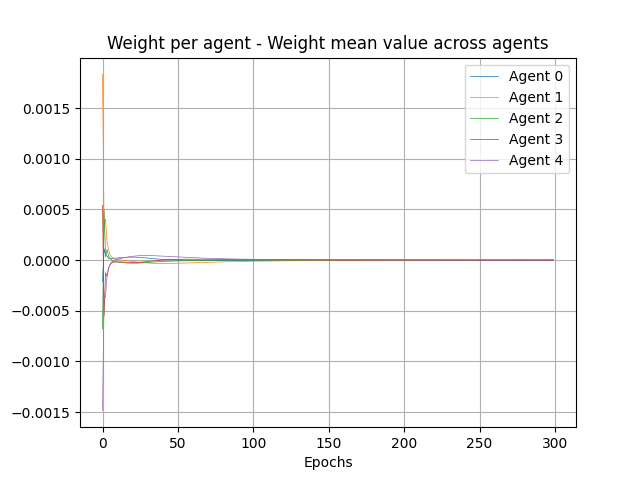 Weight per agent - Weight mean value across agents
Agent 0
Agent 1
Agent 2
Agent 3
Agent 4
0.0015
0.0010
0.0005
0.0000
−0.0005
−0.0010
−0.0015
0 50 100 150 200 250 300
Epochs